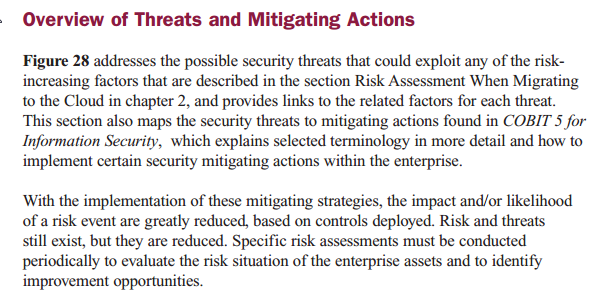 Overview of Threats and Mitigating Actions
Figure 28 addresses the possible security threats that could exploit any of the risk-
increasing factors that are described in the section Risk Assessment When Migrating
to the Cloud in chapter 2, and provides links to the related factors for each threat.
This section also maps the security threats to mitigating actions found in COBIT 5 for
Information Security, which explains selected terminology in more detail and how to
implement certain security mitigating actions within the enterprise.
With the implementation of these mitigating strategies, the impact and/or likelihood
of a risk event are greatly reduced, based on controls deployed. Risk and threats
still exist, but they are reduced. Specific risk assessments must be conducted
periodically to evaluate the risk situation of the enterprise assets and to identify
improvement opportunities.